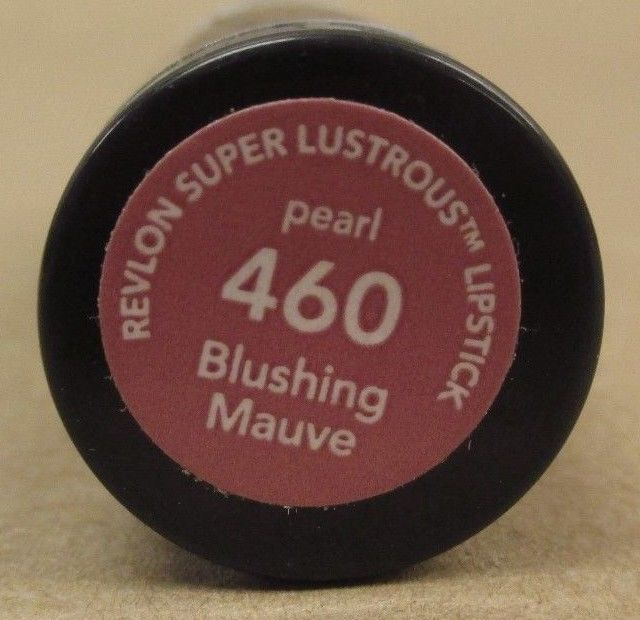 REVLON SUPER LUSTROUS™ LIPSTICK
pearl
460
Blushing
Mauve